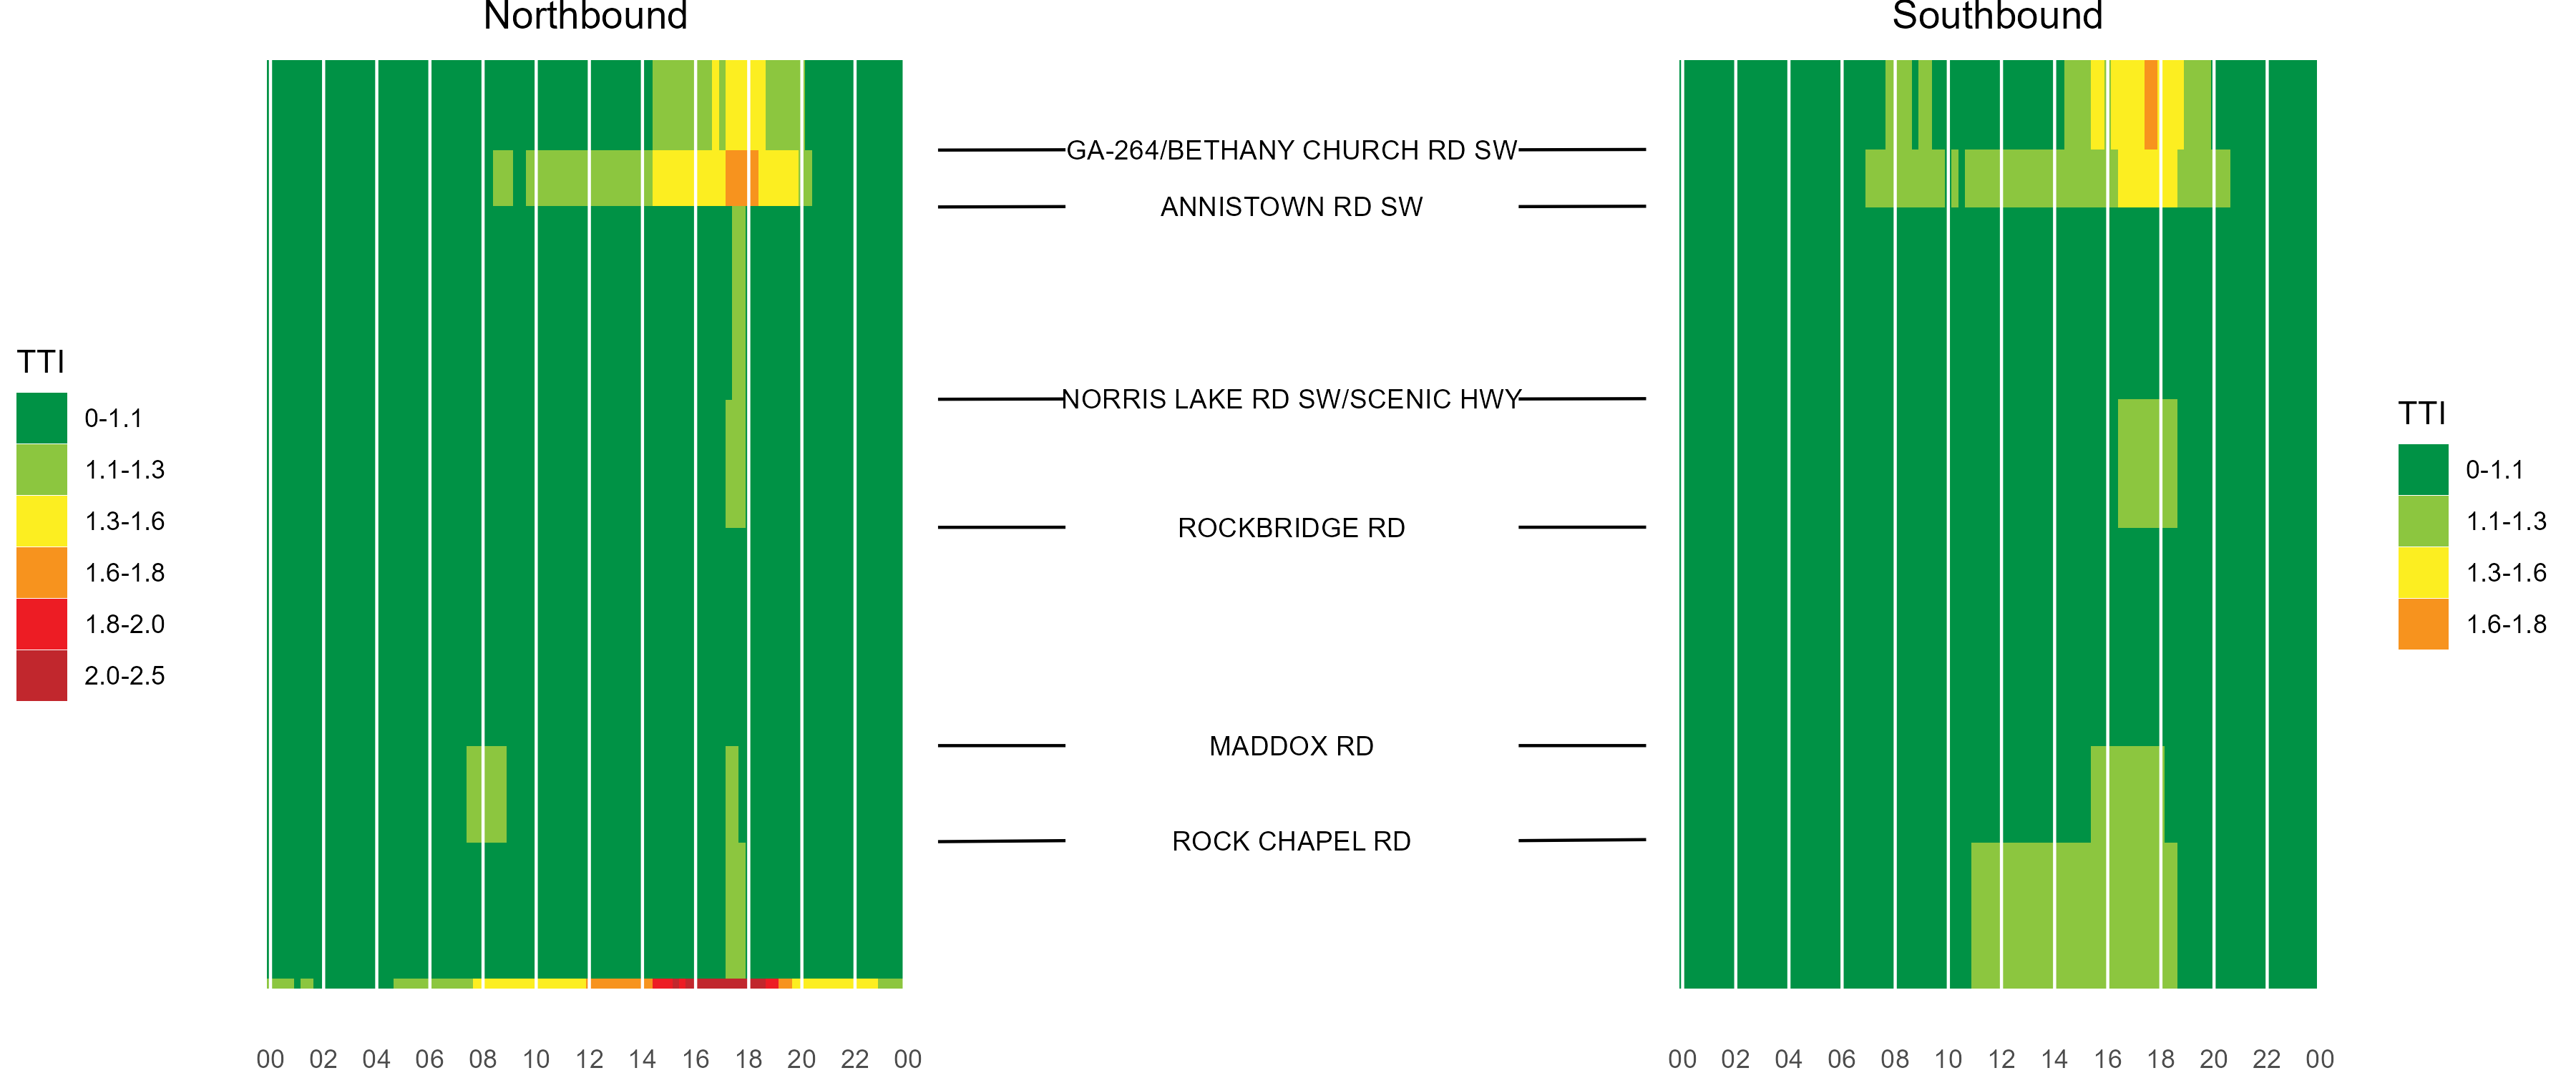 Northbound
Southbound
GA-264/BETHANY CHURCH RD SW
ANNISTOWN RD SW
NORRIS LAKE RD SW/SCENIC HWY
ROCKBRIDGE RD
MADDOX RD
ROCK CHAPEL RD
TTI
0-1.1
1.1-1.3
1.3-1.6
1.6-1.8
1.8-2.0
2.0-2.5
TTI
0-1.1
1.1-1.3
1.3-1.6
1.6-1.8
00 02 04 06 08 10 12 14 16 18 20 22 00
00 02 04 06 08 10 12 14 16 18 20 22 00